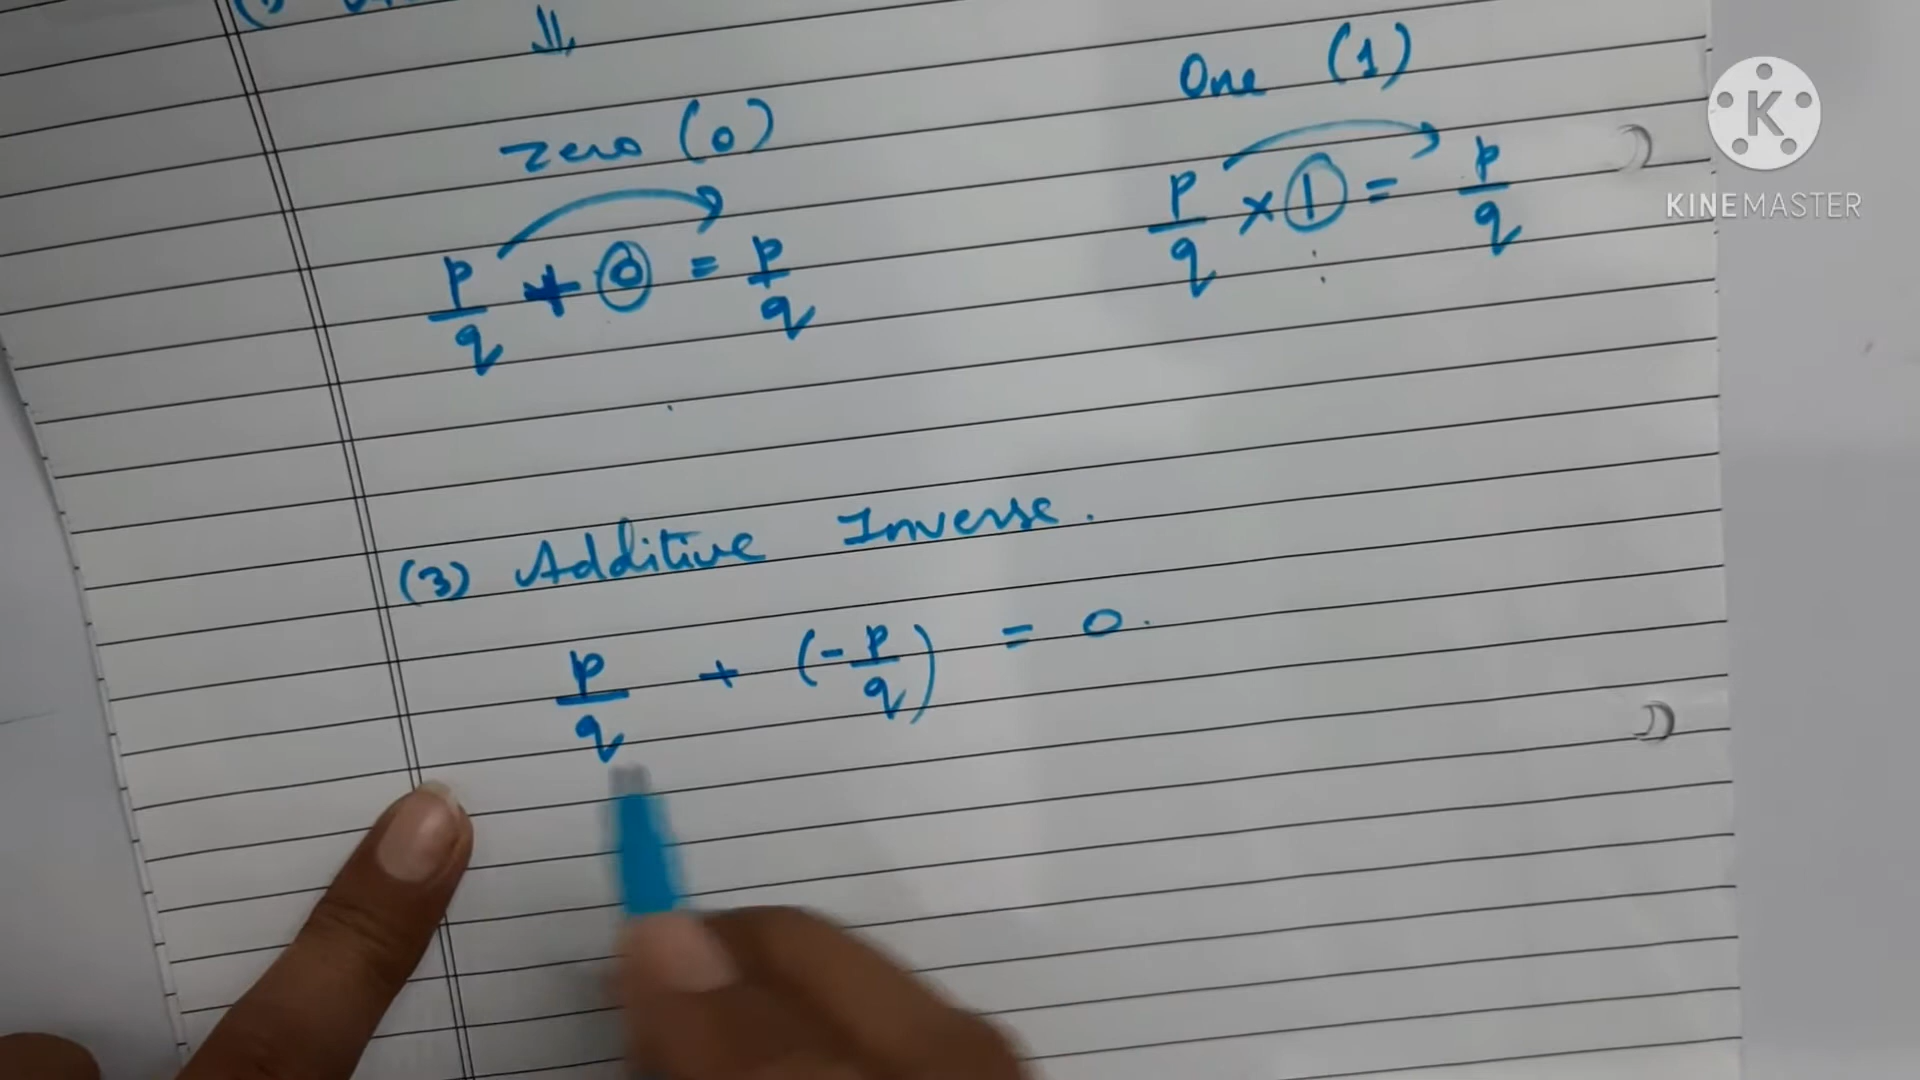 zero (0)
p/q + 0 = p/q
One (1)
p/q × 1 = p/q
(3) Additive Inverse.
p/q + (-p/q) = 0.
K
KINEMASTER